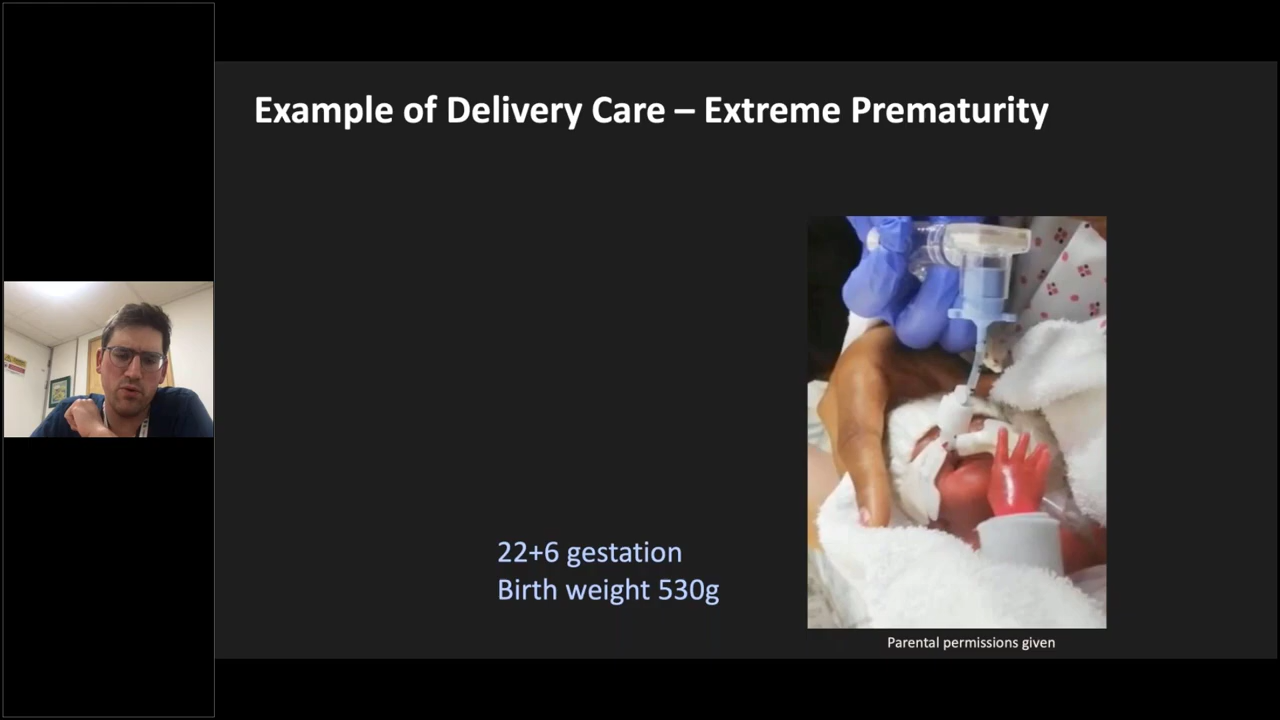 Example of Delivery Care – Extreme Prematurity
22+6 gestation
Birth weight 530g
Parental permissions given